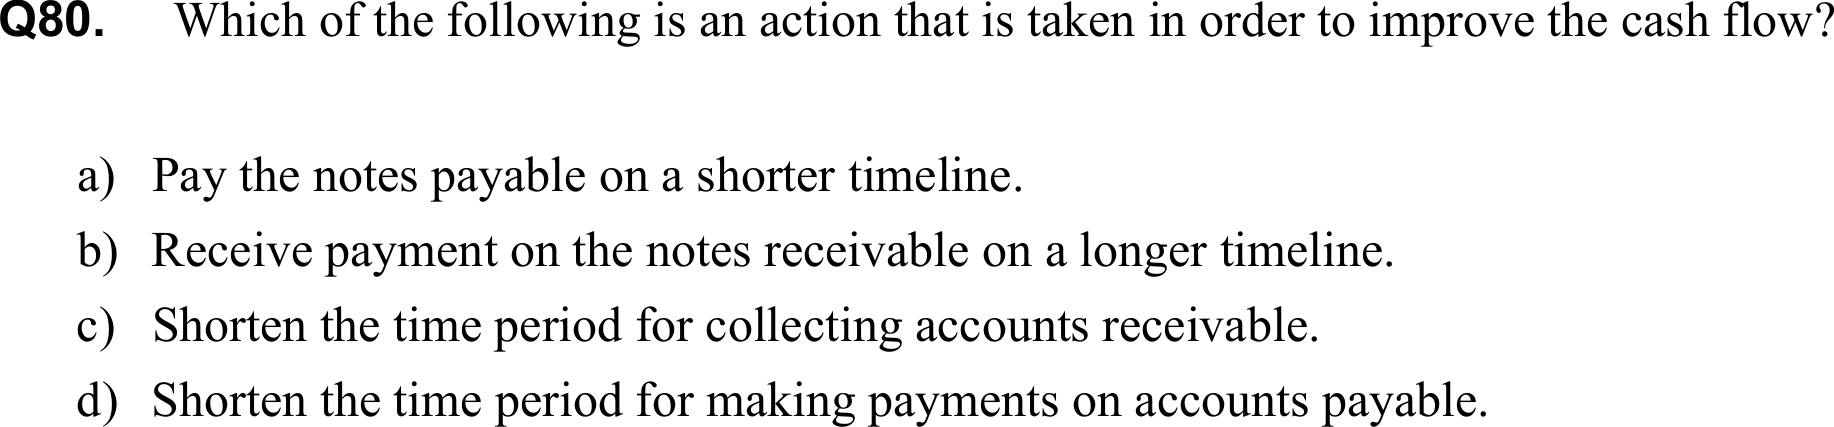 Q80. Which of the following is an action that is taken in order to improve the cash flow?
a) Pay the notes payable on a shorter timeline.
b) Receive payment on the notes receivable on a longer timeline.
c) Shorten the time period for collecting accounts receivable.
d) Shorten the time period for making payments on accounts payable.